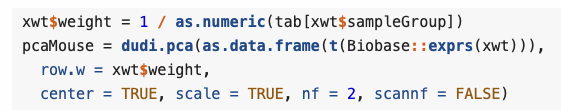 xwt$weight = 1 / as.numeric(tab[xwt$sampleGroup])
pcaMouse = dudi.pca(as.data.frame(t(Biobase::exprs(xwt))),
  row.w = xwt$weight,
  center = TRUE, scale = TRUE, nf = 2, scannf = FALSE)